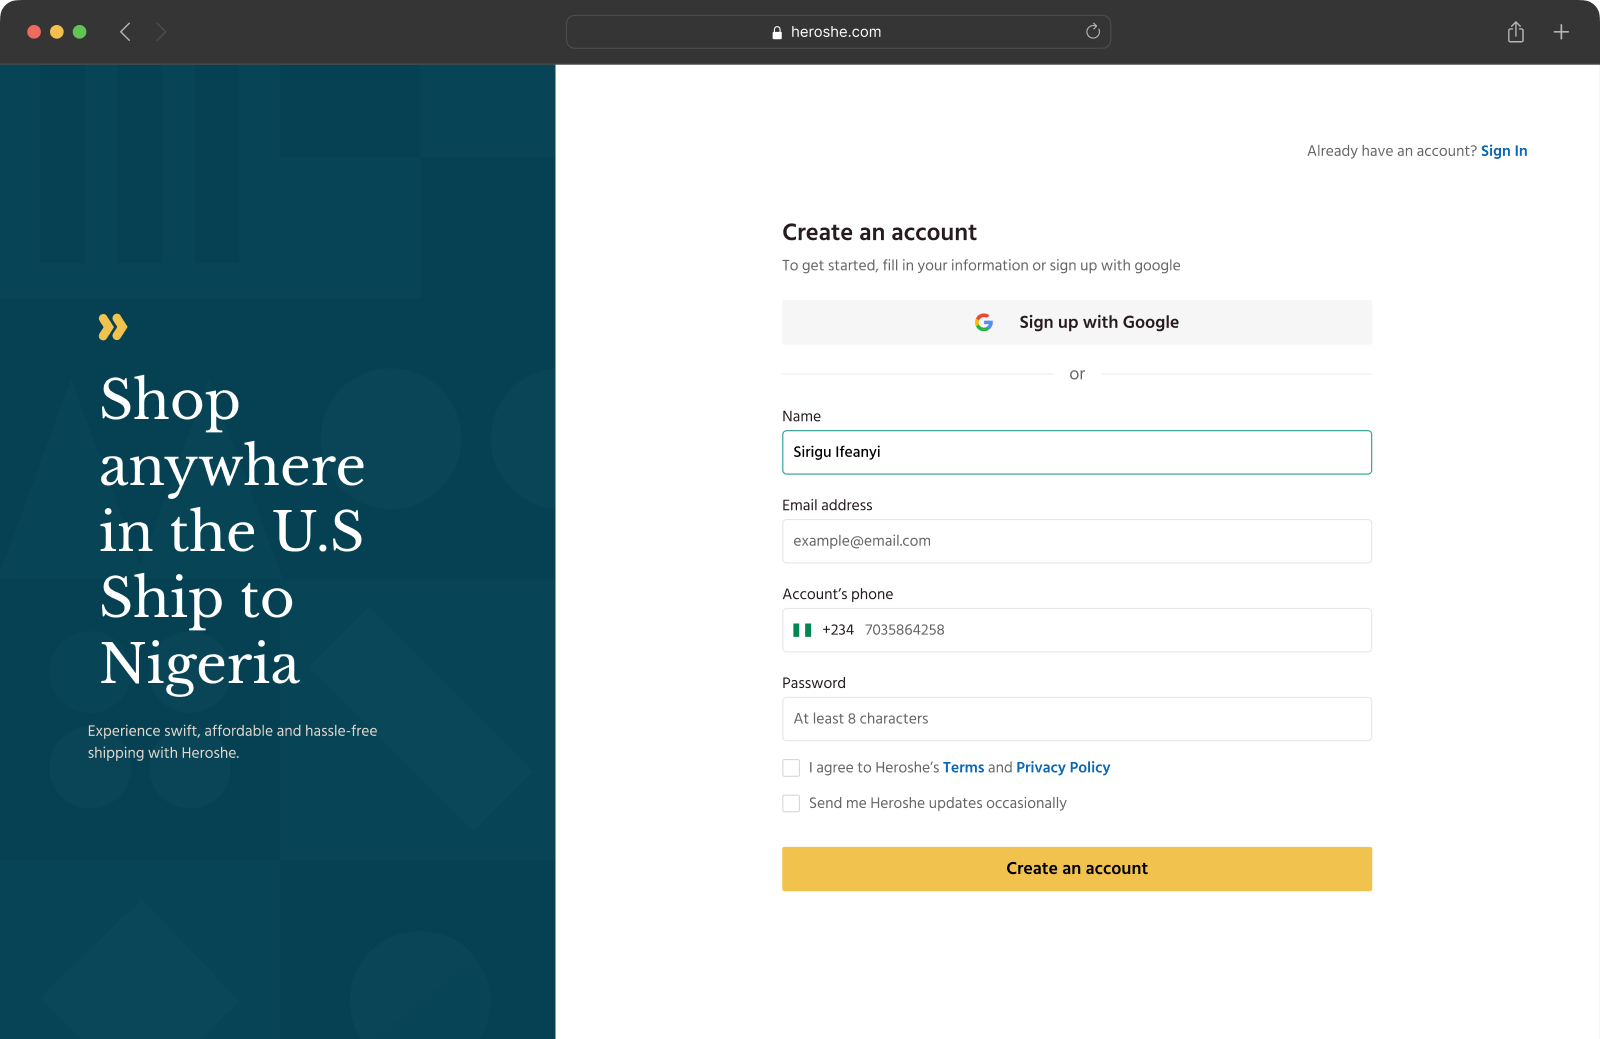 heroshe.com
Shop
anywhere
in the U.S
Ship to
Nigeria
Experience swift, affordable and hassle-free
shipping with Heroshe.
Already have an account? Sign In
Create an account
To get started, fill in your information or sign up with google
Sign up with Google
or
Name
Sirigu Ifeanyi
Email address
example@email.com
Account’s phone
+234 7035864258
Password
At least 8 characters
I agree to Heroshe’s Terms and Privacy Policy
Send me Heroshe updates occasionally
Create an account